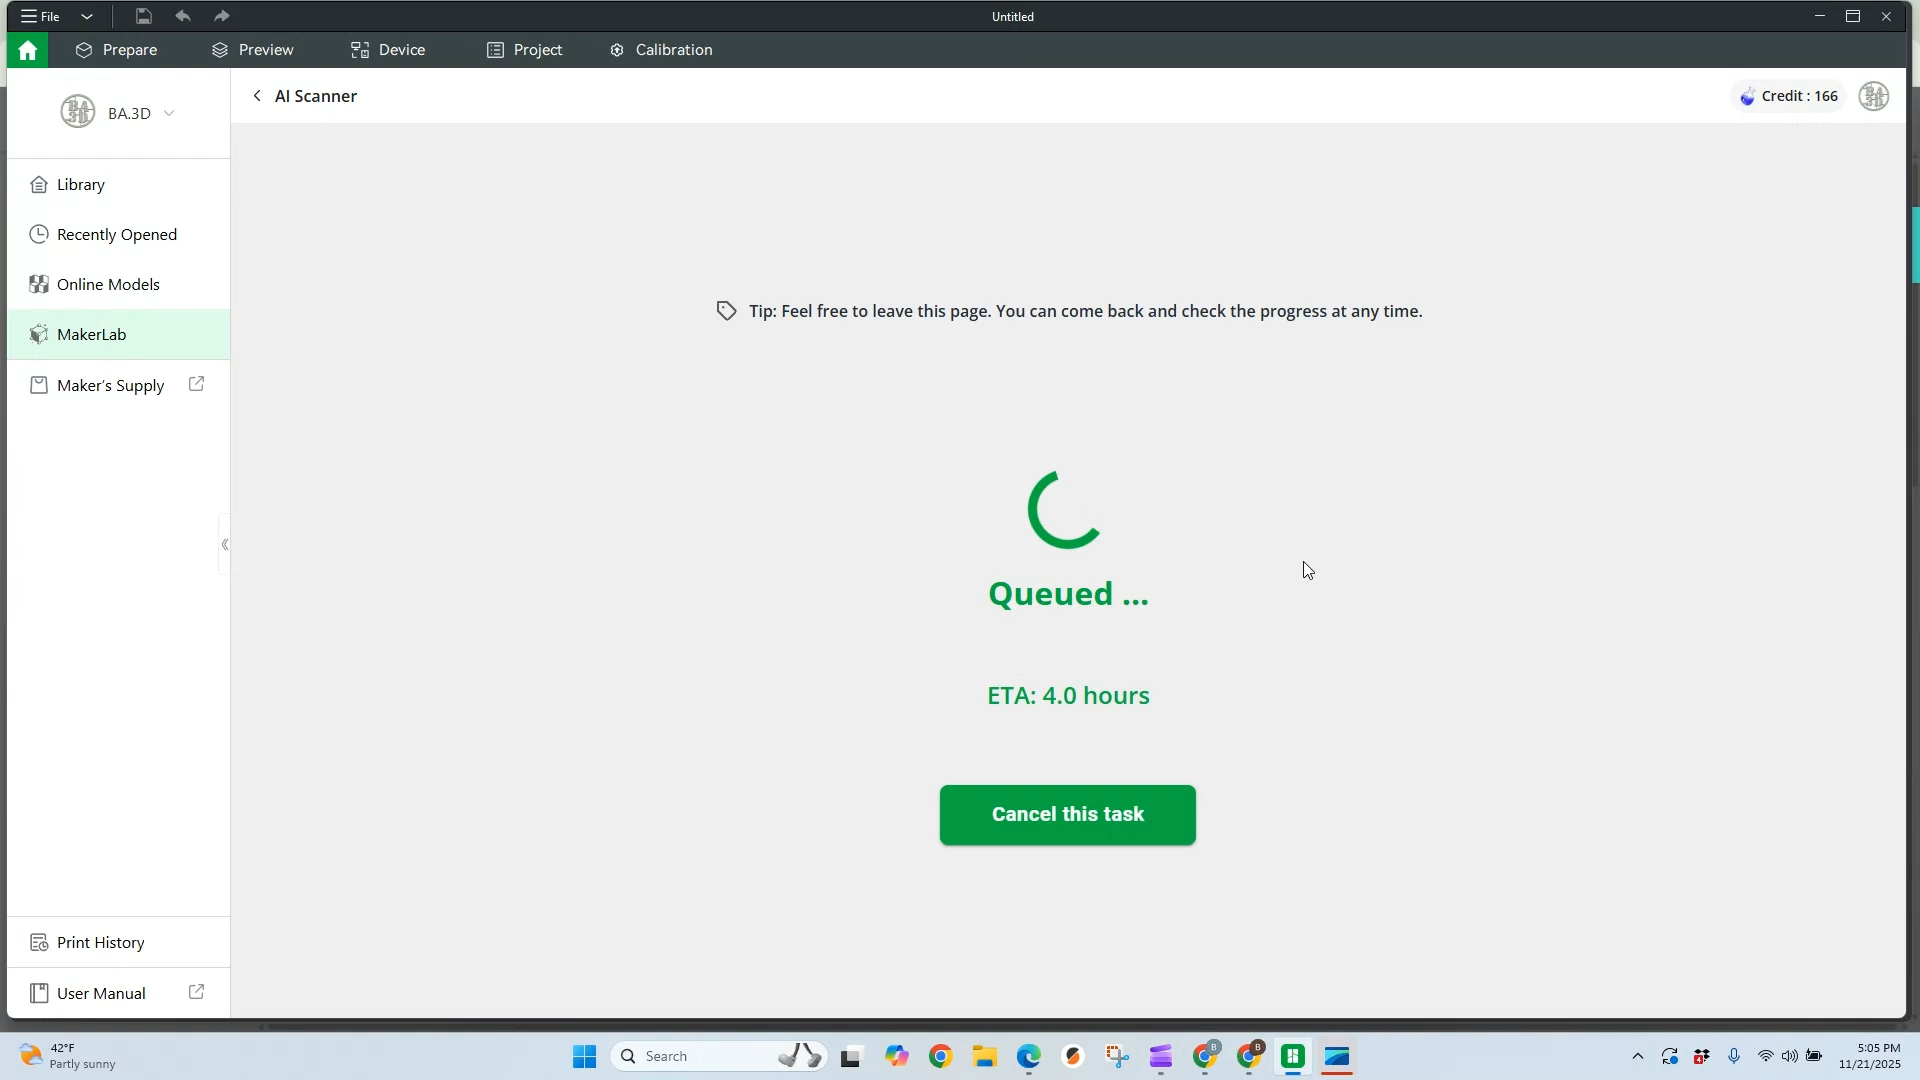 File
Untitled
Prepare
Preview
Device
Project
Calibration
BA.3D
AI Scanner
Credit : 166
Library
Recently Opened
Online Models
MakerLab
Maker's Supply
Tip: Feel free to leave this page. You can come back and check the progress at any time.
Queued ...
ETA: 4.0 hours
Cancel this task
Print History
User Manual
42°F
Partly sunny
Search
5:05 PM
11/21/2025